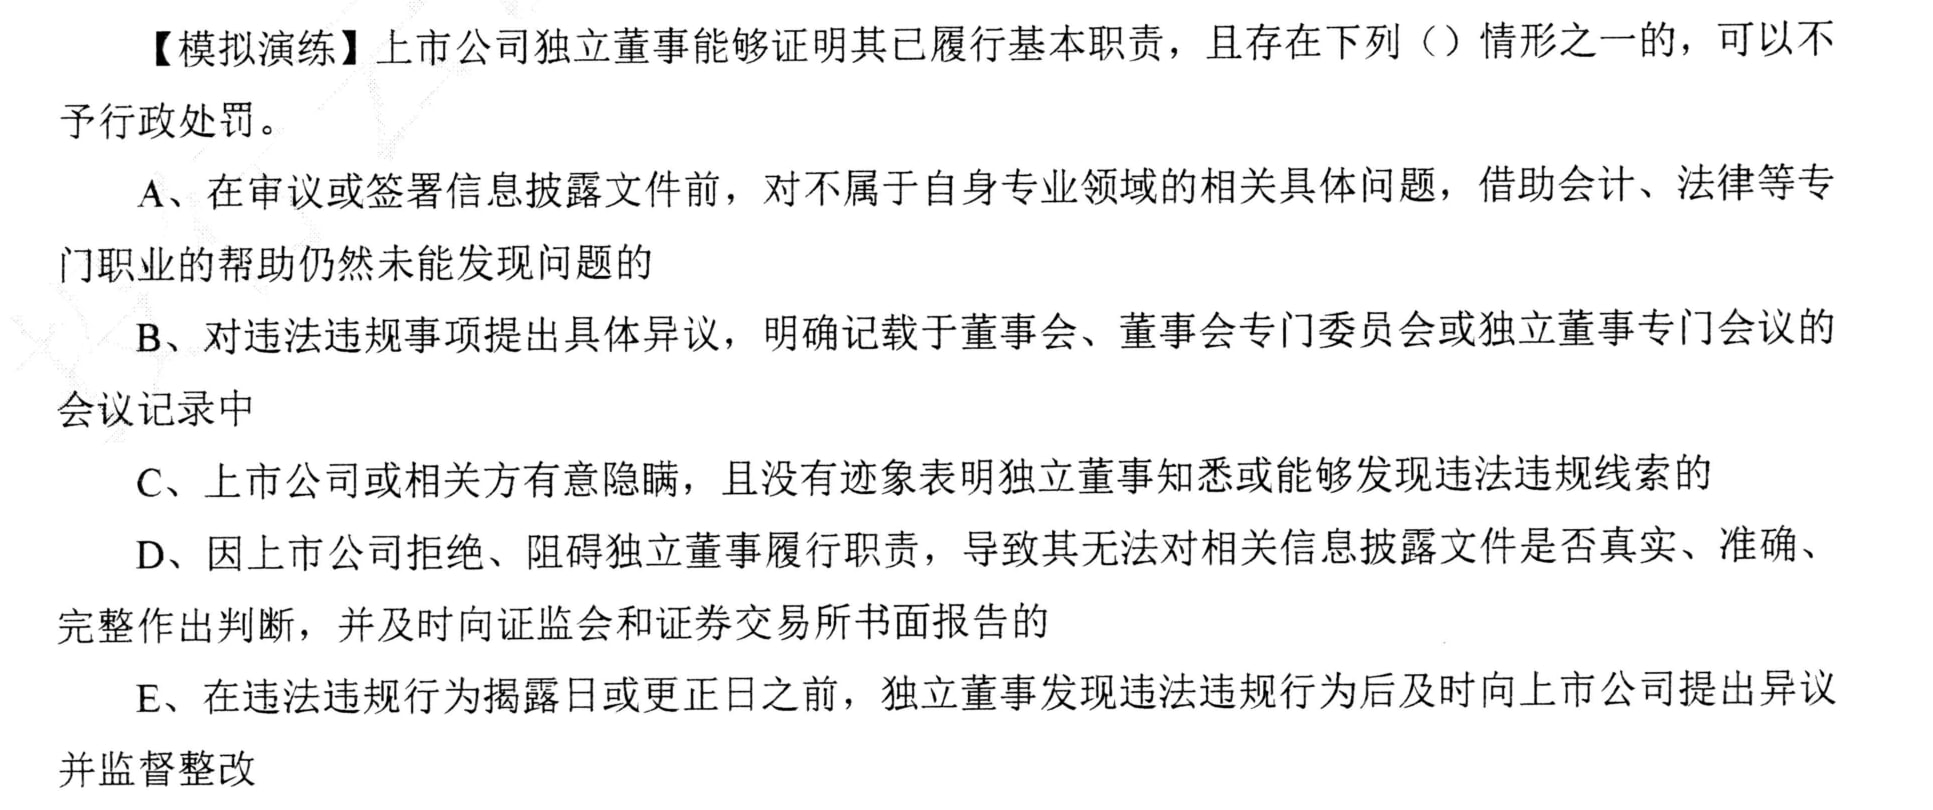 【模拟演练】上市公司独立董事能够证明其已履行基本职责，且存在下列（）情形之一的，可以不
予行政处罚。
A、在审议或签署信息披露文件前，对不属于自身专业领域的相关具体问题，借助会计、法律等专
门职业的帮助仍然未能发现问题的
B、对违法违规事项提出具体异议，明确记载于董事会、董事会专门委员会或独立董事专门会议的
会议记录中
C、上市公司或相关方有意隐瞒，且没有迹象表明独立董事知悉或能够发现违法违规线索的
D、因上市公司拒绝、阻碍独立董事履行职责，导致其无法对相关信息披露文件是否真实、准确、
完整作出判断，并及时向证监会和证券交易所书面报告的
E、在违法违规行为揭露日或更正日之前，独立董事发现违法违规行为后及时向上市公司提出异议
并监督整改